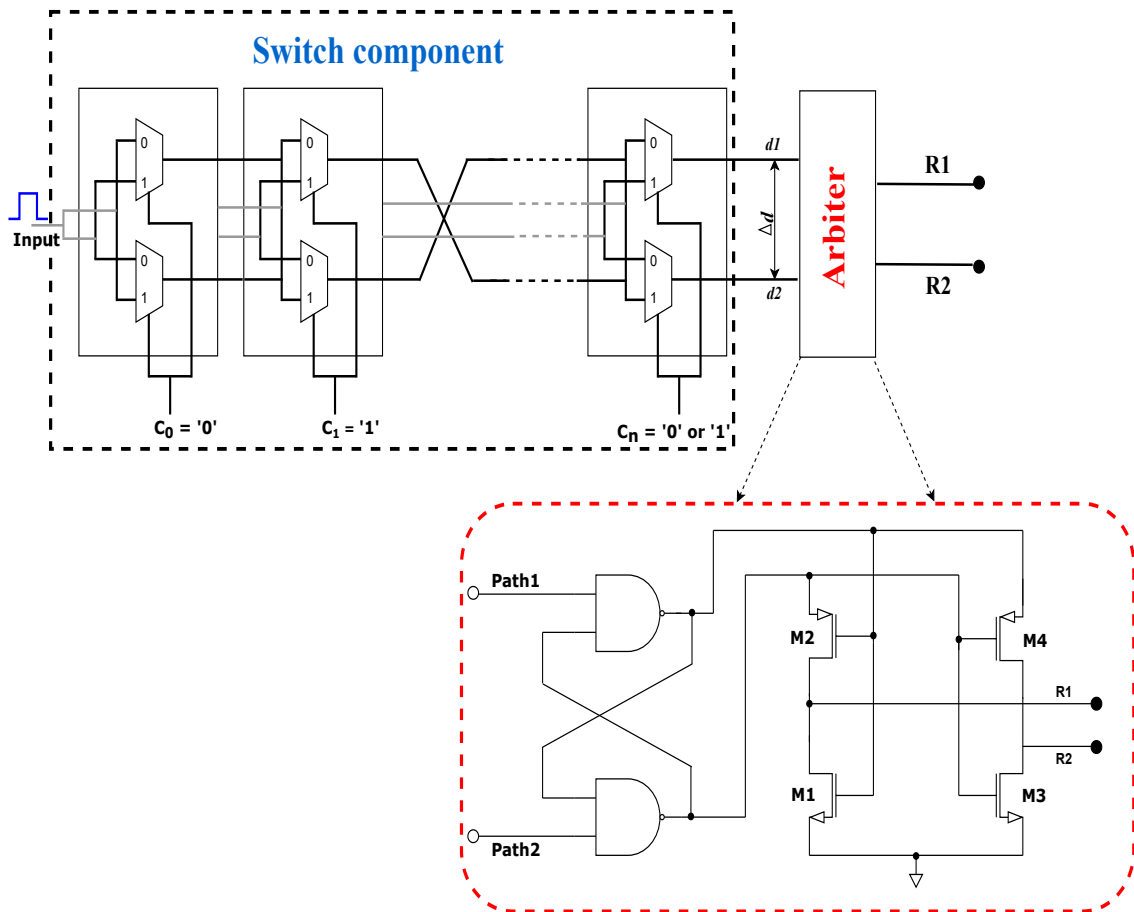 Switch component
0
1
0
1
0
1
0
1
0
1
0
1
Input
d1
Δd
d2
Arbiter
R1
R2
C0 = '0'
C1 = '1'
Cn = '0' or '1'
Path1
Path2
M2
M4
M1
M3
R1
R2